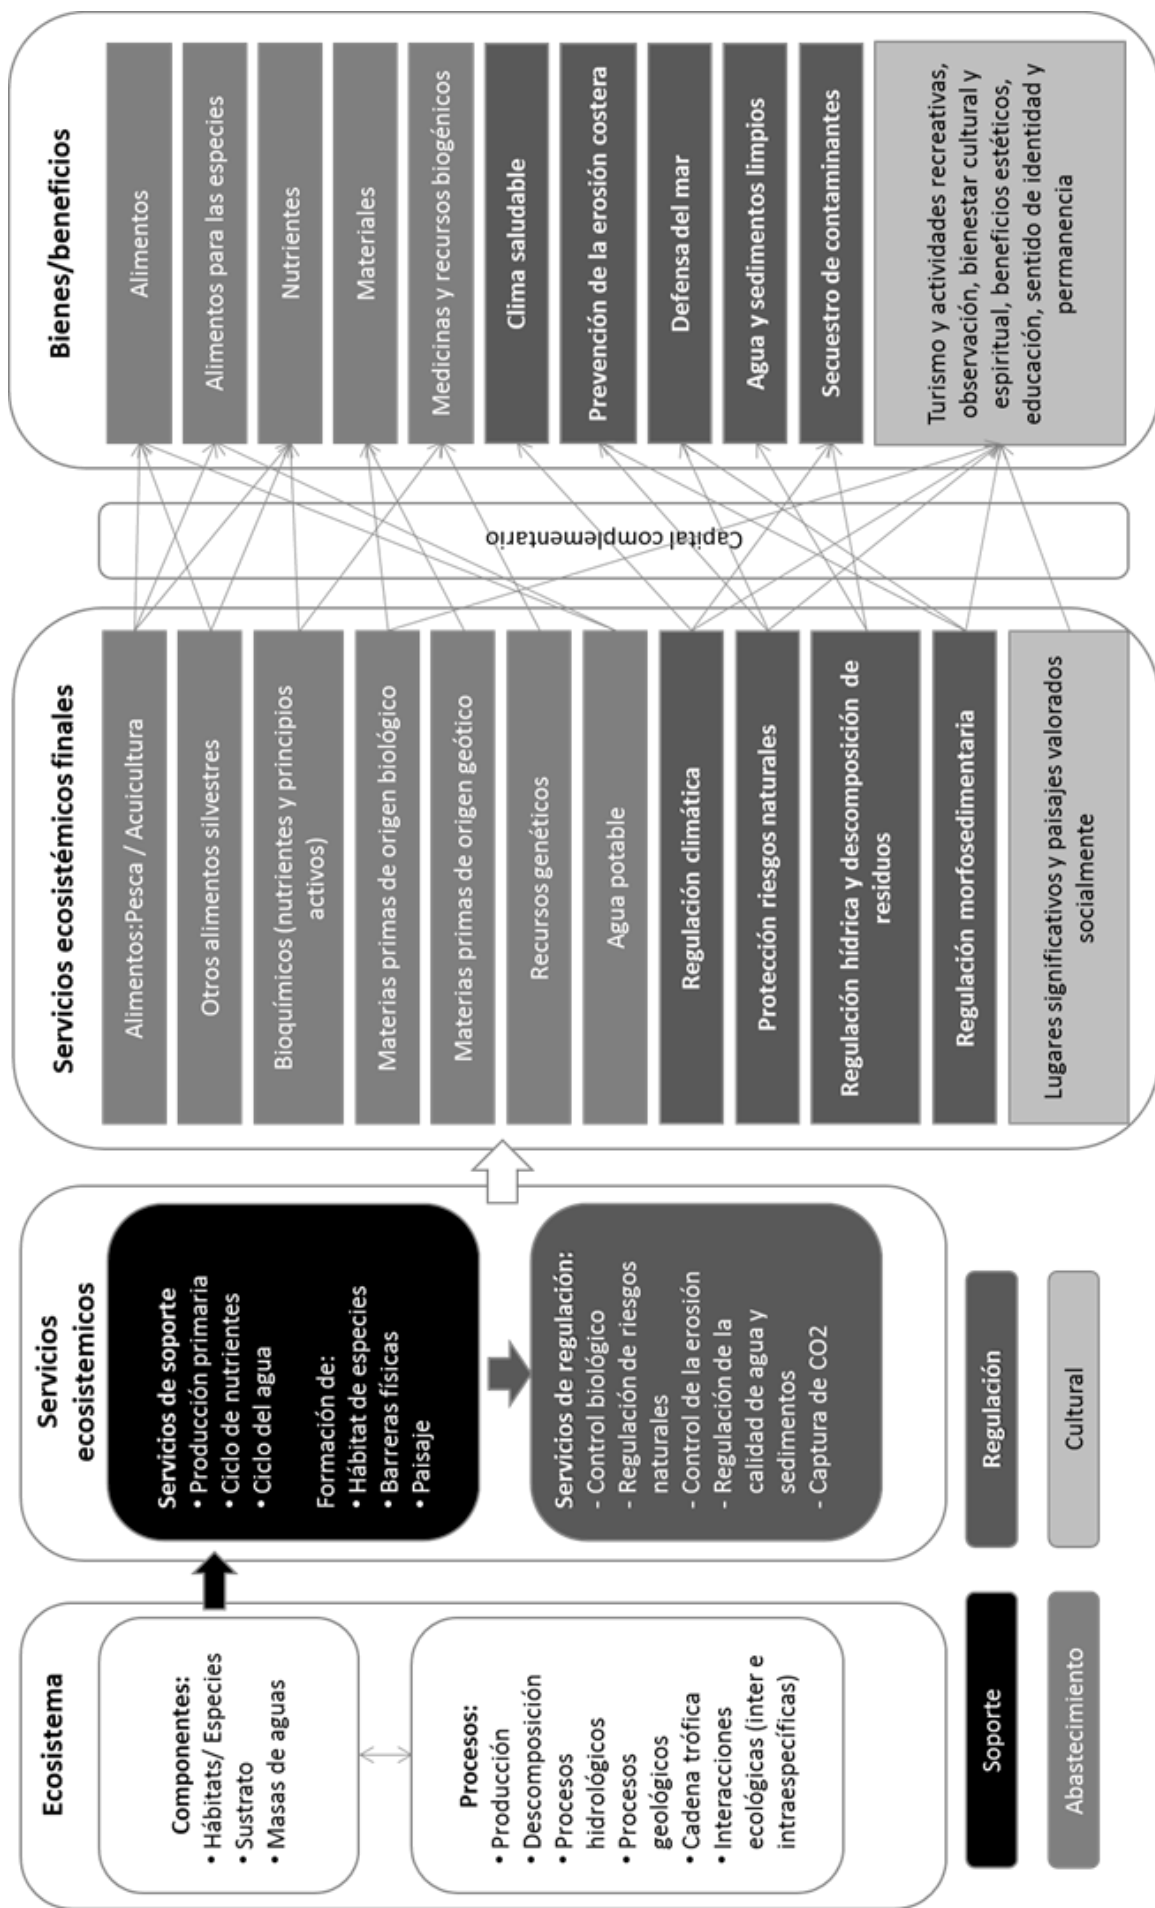 Ecosistema
Componentes:
• Hábitats/ Especies
• Sustrato
• Masas de aguas
Procesos:
• Producción
• Descomposición
• Procesos
hidrológicos
• Procesos
geológicos
• Cadena trófica
• Interacciones
ecológicas (inter e
intraespecíficas)
Servicios
ecosistemicos
Servicios de soporte
• Producción primaria
• Ciclo de nutrientes
• Ciclo del agua
Formación de:
• Hábitat de especies
• Barreras físicas
• Paisaje
Servicios de regulación:
- Control biológico
- Regulación de riesgos
naturales
- Control de la erosión
- Regulación de la
calidad de agua y
sedimentos
- Captura de CO2
Servicios ecosistémicos finales
Alimentos:Pesca / Acuicultura
Otros alimentos silvestres
Bioquímicos (nutrientes y principios
activos)
Materias primas de origen biológico
Materias primas de origen geótico
Recursos genéticos
Agua potable
Regulación climática
Protección riesgos naturales
Regulación hídrica y descomposición de
residuos
Regulación morfosedimentaria
Lugares significativos y paisajes valorados
socialmente
Capital complementario
Bienes/beneficios
Alimentos
Alimentos para las especies
Nutrientes
Materiales
Medicinas y recursos biogénicos
Clima saludable
Prevención de la erosión costera
Defensa del mar
Agua y sedimentos limpios
Secuestro de contaminantes
Turismo y actividades recreativas,
observación, bienestar cultural y
espiritual, beneficios estéticos,
educación, sentido de identidad y
permanencia
Soporte
Regulación
Abastecimiento
Cultural